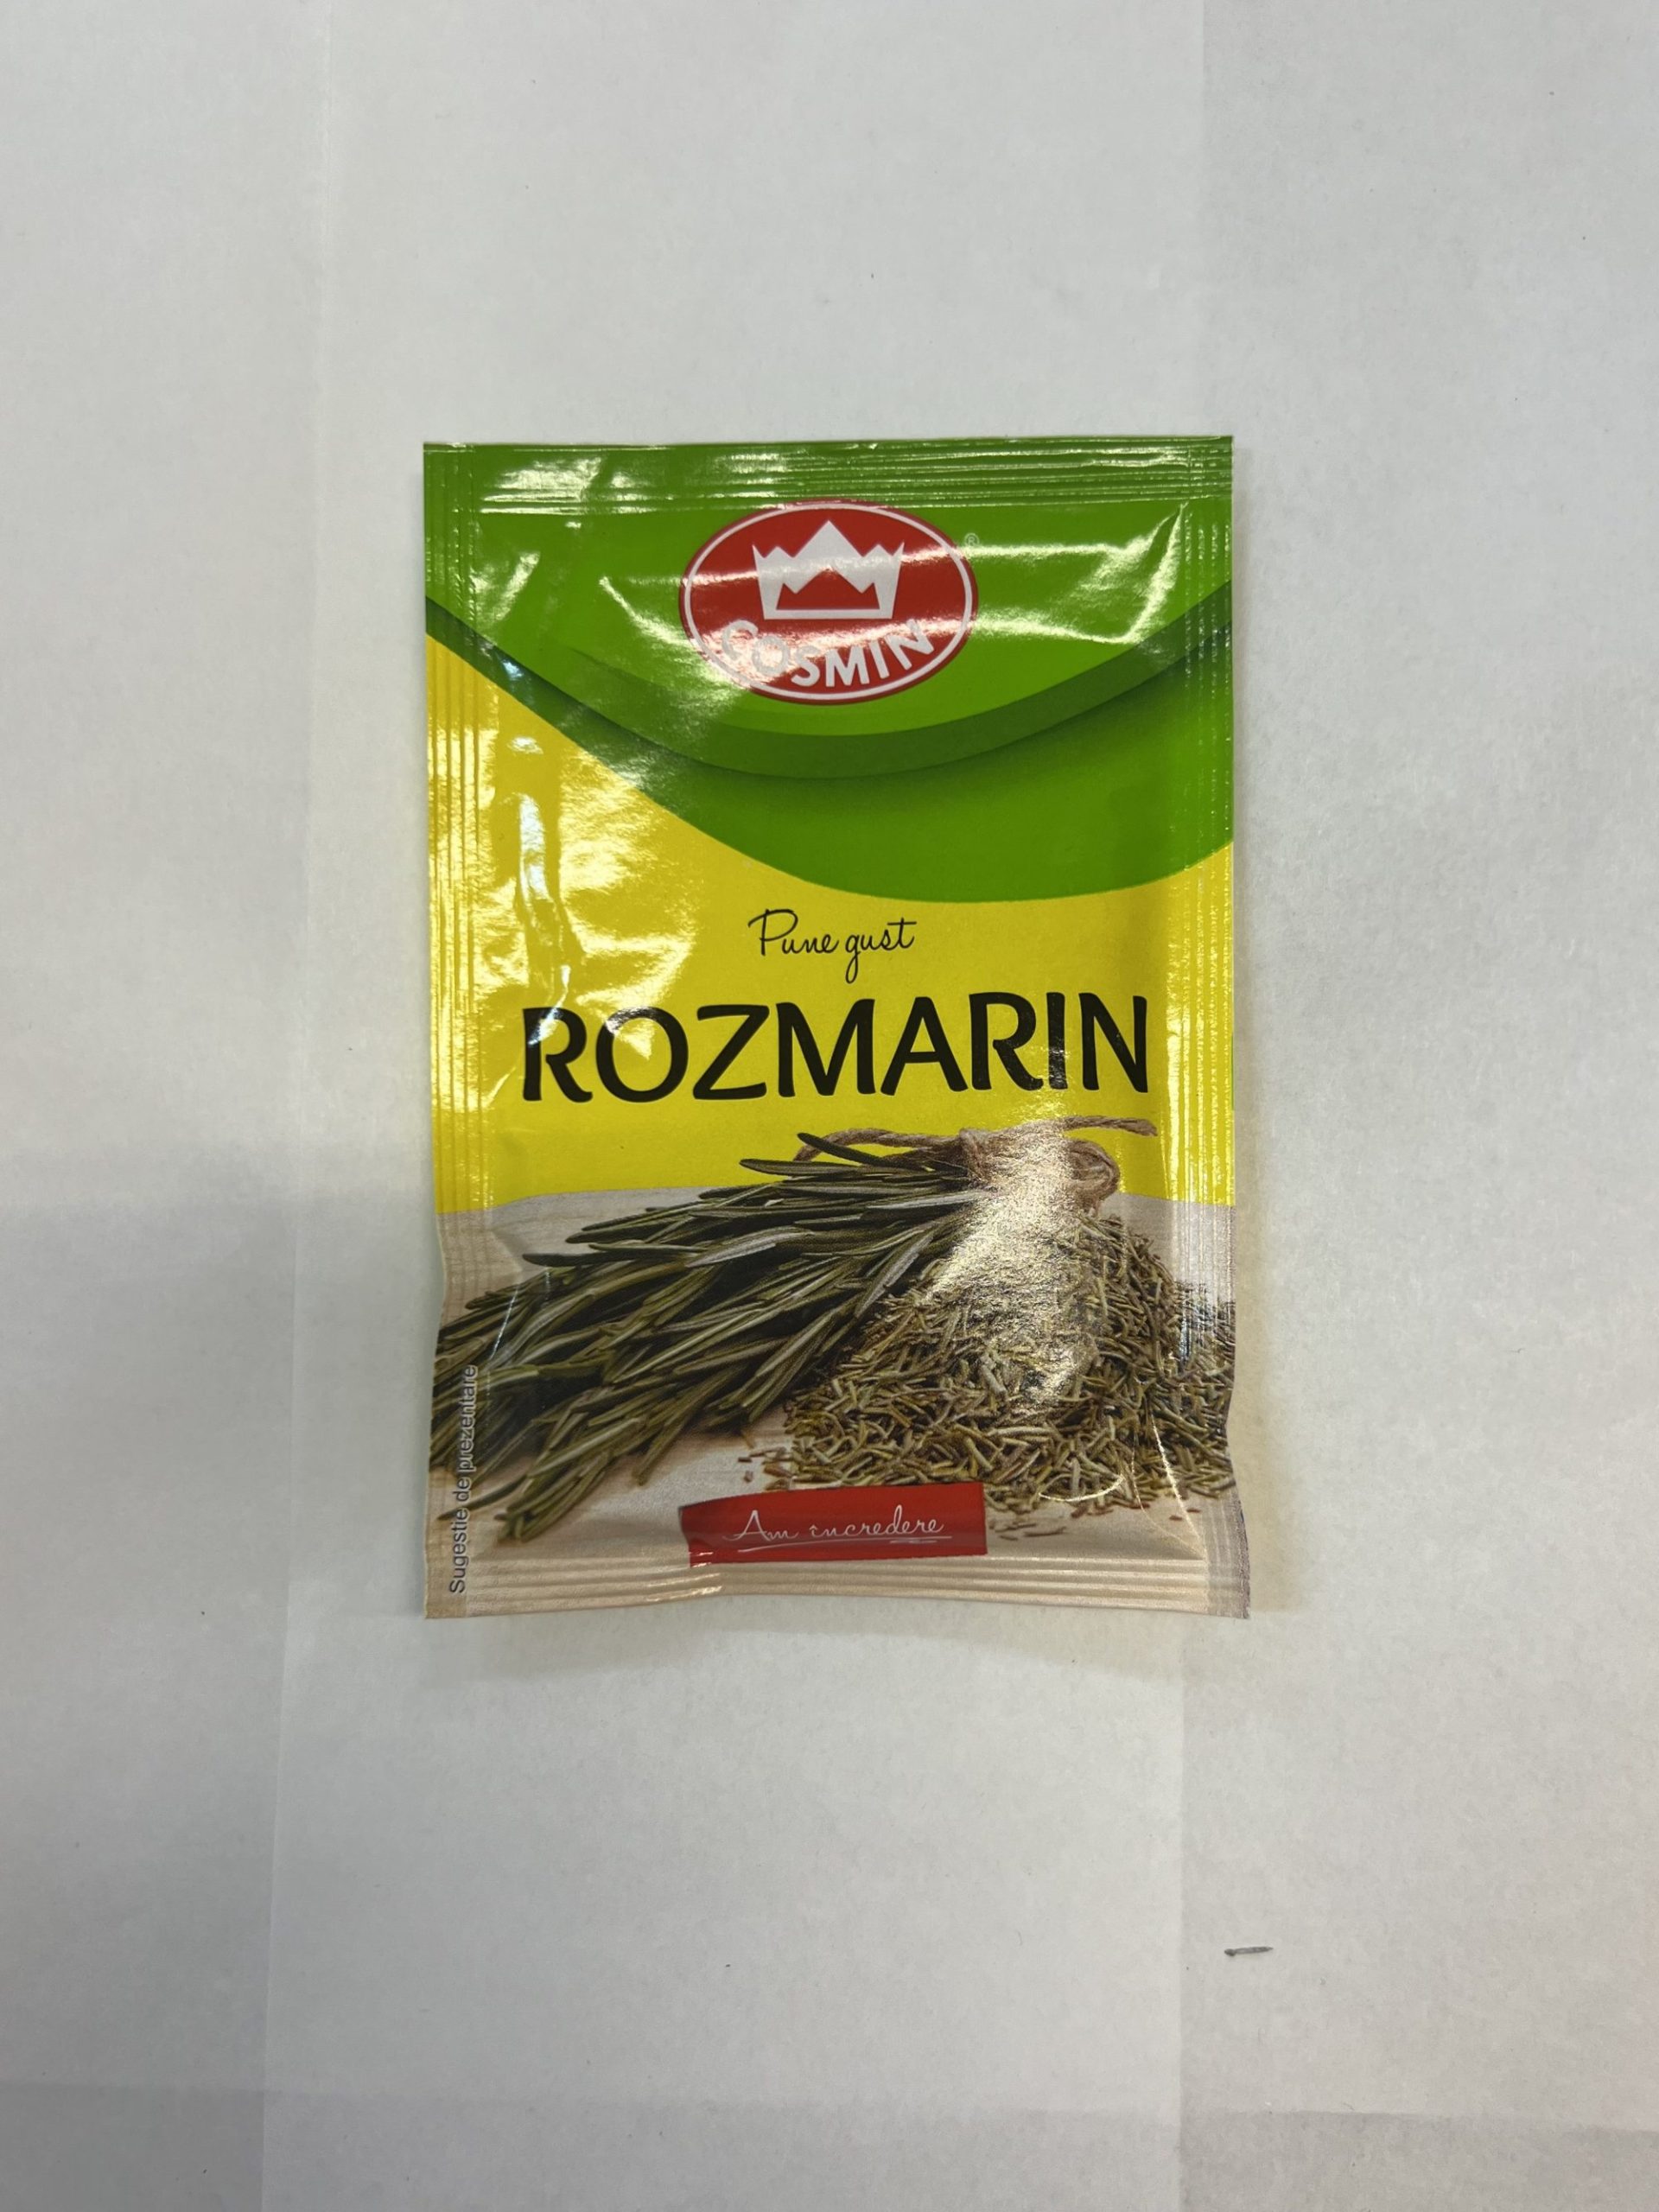 COSMIN
®
Pune gust
ROZMARIN
Sugestie de prezentare
Am încredere